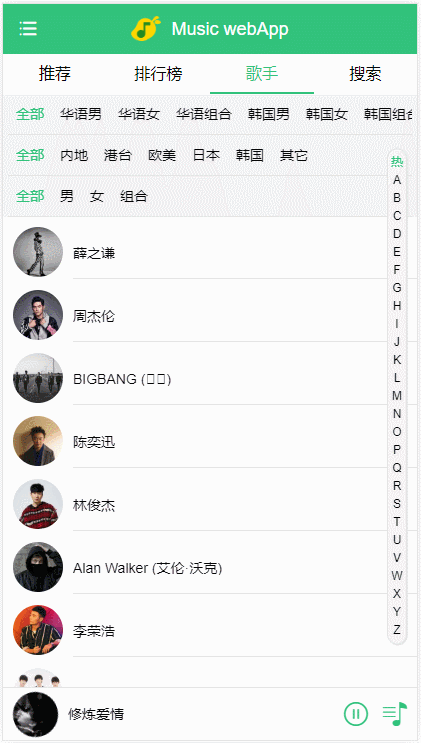 Music webApp
推荐 排行榜 歌手 搜索
全部 华语男 华语女 华语组合 韩国男 韩国女 韩国组合
全部 内地 港台 欧美 日本 韩国 其它
全部 男 女 组合
热
A
B
C
D
E
F
G
H
I
J
K
L
M
N
O
P
Q
R
S
T
U
V
W
X
Y
Z
薛之谦
周杰伦
BIGBANG (□□)
陈奕迅
林俊杰
Alan Walker (艾伦·沃克)
李荣浩
修炼爱情